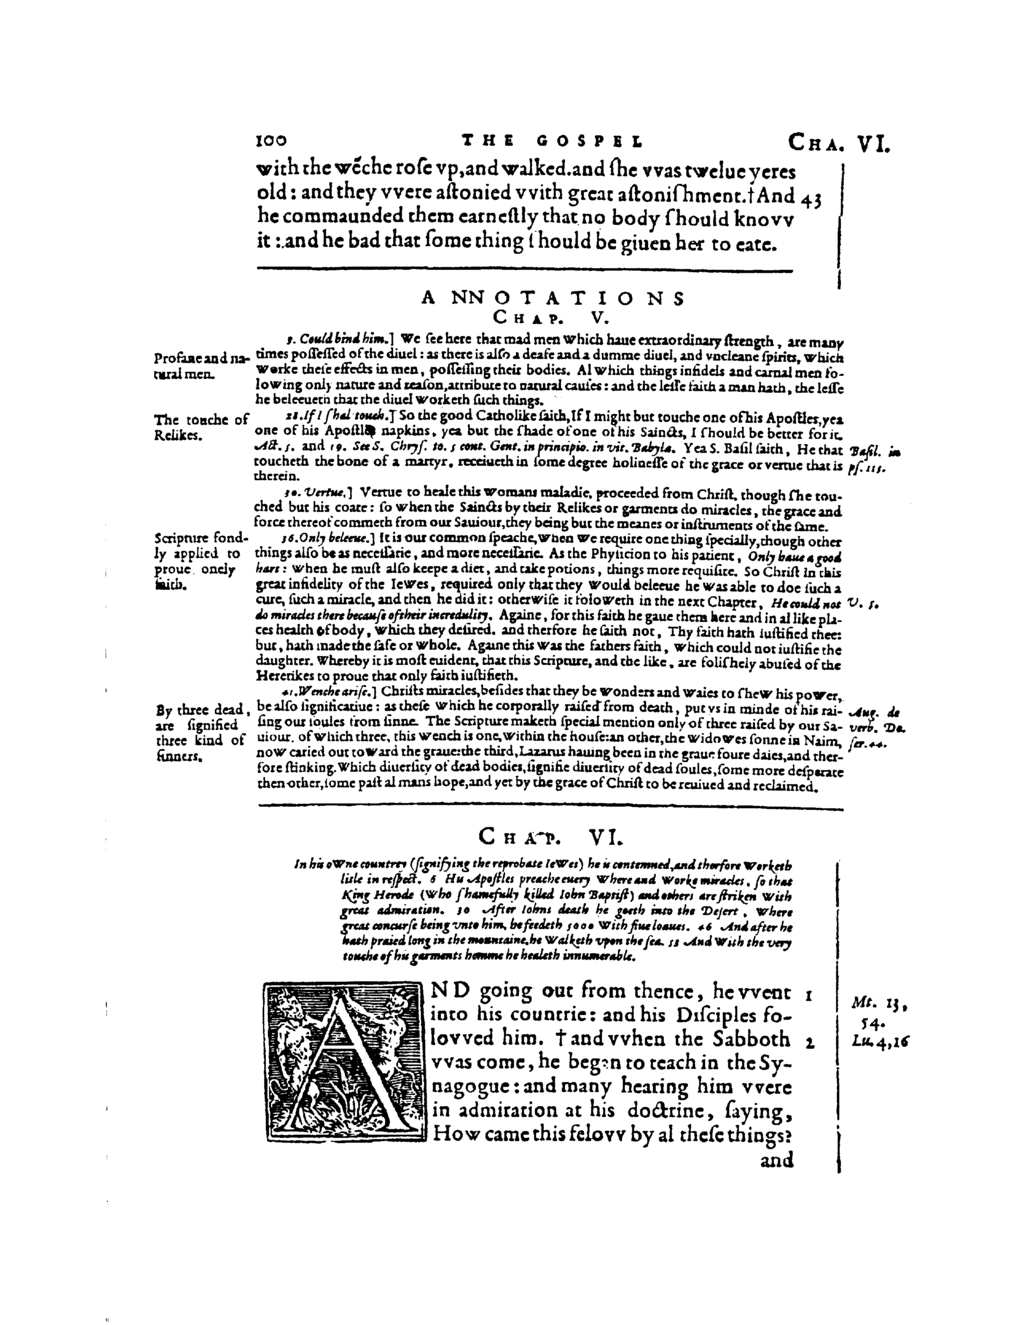 100 THE GOSPEL CHA. VI.
vvith the wẽche roſe vp, and walked. and ſhe vvas twelue yeres
old: and they vvere aſtonied vvith great aſtoniſhment. † And 43
he commaunded them earneſtly that no body ſhould knovv
it: and he bad that ſome thing ſhould be giuen her to eate.
ANNOTATIONS
CHAP. V.
Profane and na-
tural men.
9. Could bind him.] We ſee here that mad men which haue extraordinary ſtrength, are many
times poſſeſſed of the diuel: as there is alſo a deafe and a dumme diuel, and vncleane ſpirits, which
worke theſe effects in men, poſſeſſing their bodies. Al which things infidels and carnal men fo-
lowing only nature and reaſon, attribute to natural cauſes: and the leſſe faith a man hath, the leſſe
he beleeueth that the diuel worketh ſuch things.
The touche of
Relikes.
28. If I ſhal touch.] So the good Catholike ſaith, If I might but touche one of his Apoſtles, yea
one of his Apoſtles napkins, yea but the ſhade of one of his Saincts, I ſhould be better for it.
Act. 5. and 19. See S. Chryſ. to. 5 cont. Gent. in principio. in vit. Babylæ. Yea S. Baſil ſaith, He that
toucheth the bone of a martyr, receiueth in ſome degree holineſſe of the grace or vertue that is
therein.
Baſil. in
pſ. 115.
30. Vertue.] Vertue to heale this womans maladie, proceeded from Chriſt, though ſhe tou-
ched but his coate: ſo when the Saincts by their Relikes or garments do miracles, the grace and
force thereof commeth from our Sauiour, they being but the meanes or inſtruments of the ſame.
Scripture fond-
ly applied to
proue onely
faith.
36. Only beleeue.] It is our common ſpeache, when we require one thing ſpecially, though other
things alſo be as neceſſarie, and more neceſſarie. As the Phyſicion to his patient, Only haue a good
hart: when he muſt alſo keepe a diet, and take potions, things more requiſite. So Chriſt in this
great infidelity of the Iewes, required only that they would beleeue he was able to doe ſuch a
cure, ſuch a miracle, and then he did it: otherwiſe it foloweth in the next Chapter, He could not
do miracles there becauſe of their incredulity. Againe, for this faith he gaue them here and in al like pla-
ces health of body, which they deſired. and therfore he ſaith not, Thy faith hath iuſtified thee:
but, hath made the ſafe or whole. Againe this was the fathers faith, which could not iuſtifie the
daughter. Whereby it is moſt euident, that this Scripture, and the like, are foliſhely abuſed of the
Heretikes to proue that only faith iuſtifieth.
V. 5.
By three dead,
are ſignified
three kind of
ſinners.
41. Wenche ariſe.] Chriſts miracles, beſides that they be wonders and waies to ſhew his power,
be alſo ſignificatiue: as theſe which he corporally raiſed from death, put vs in minde of his rai-
ſing our ſoules from ſinne. The Scripture maketh ſpecial mention only of three raiſed by our Sa-
uiour. of which three, this wench is one, within the houſe: an other, the widowes ſonne in Naim,
now caried out toward the graue: the third, Lazarus hauing been in the graue foure daies, and ther-
fore ſtinking. Which diuerſity of dead bodies, ſignifie diuerſity of dead ſoules, ſome more deſperate
then other, ſome paſt al mans hope, and yet by the grace of Chriſt to be reuiued and reclaimed.
Aug. de
verb. Do.
ſer. 44.
CHAP. VI.
In his owne countrey (ſignifying the reprobate Iewes) he is contemned, and therfore worketh
litle in reſpect. 6 His Apoſtles preache euery where and worke miracles, ſo that
King Herode (who ſhamefully killed Iohn Baptiſt) and others are ſtriken with
great admiration. 30 After Iohns death he goeth into the Deſert, where
great concurſe being vnto him, he feedeth 5000 with fiue loaues. 46 And after he
hath praied long in the mountaine, he walketh vpon the ſea. 53 And with the very
touche of his garments hemme he healeth innumerable.
AND going out from thence, he vvent 1
into his countrie: and his Diſciples fo-
lovved him. † and vvhen the Sabboth 2
vvas come, he began to teach in the Sy-
nagogue: and many hearing him vvere
in admiration at his doctrine, ſaying,
How came this felovv by al theſe things?
and
Mt. 13,
54.
Lu. 4,16